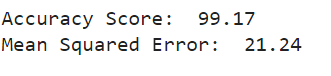 Accuracy Score:  99.17
Mean Squared Error:  21.24